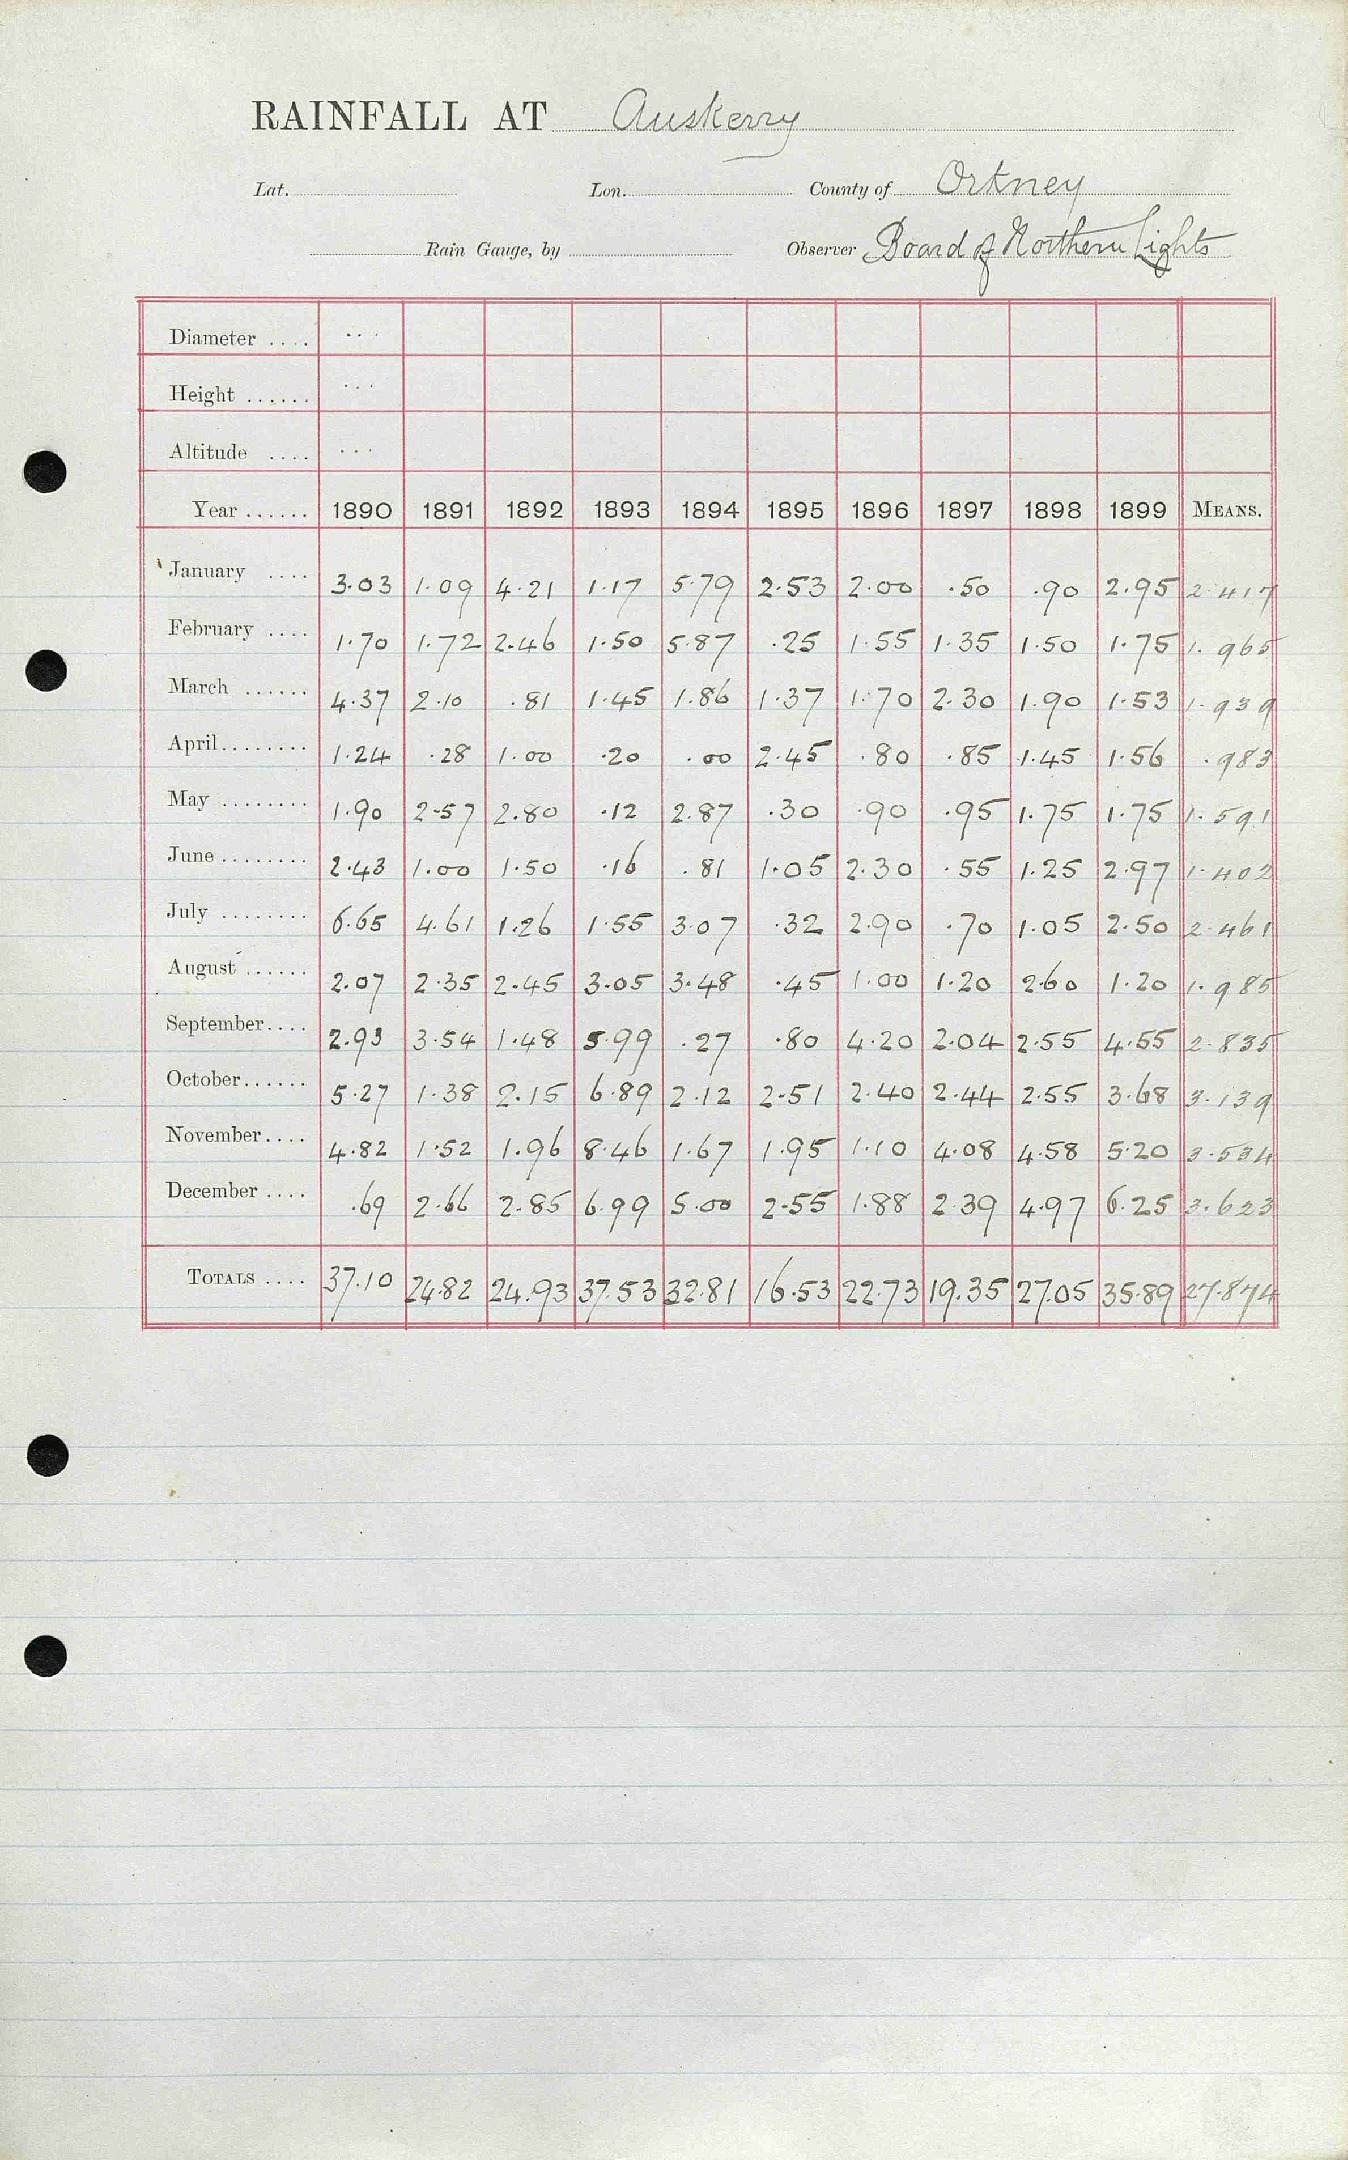 RAINFALL AT Auskerry
Lat. Lon. County of Orkney
Rain Gauge, by Observer Board of Northern Lights
Diameter .... ...
Height ...... ...
Altitude .... ...
Year ...... 1890 1891 1892 1893 1894 1895 1896 1897 1898 1899 MEANS.
January .... 3.03 1.09 4.21 1.17 5.79 2.53 2.00 .50 .90 2.95 2.417
February .... 1.70 1.72 2.46 1.50 5.87 .25 1.55 1.35 1.50 1.75 1.965
March ...... 4.37 2.10 .81 1.45 1.86 1.37 1.70 2.30 1.90 1.53 1.939
April........ 1.24 .28 1.00 .20 .00 2.45 .80 .85 1.45 1.56 .983
May ........ 1.90 2.57 2.80 .12 2.87 .30 .90 .95 1.75 1.75 1.591
June ........ 2.43 1.00 1.50 .16 .81 1.05 2.30 .55 1.25 2.97 1.402
July ........ 6.65 4.61 1.26 1.55 3.07 .32 2.90 .70 1.05 2.50 2.461
August ...... 2.07 2.35 2.45 3.05 3.48 .45 1.00 1.20 2.60 1.20 1.985
September.... 2.93 3.54 1.48 5.99 .27 .80 4.20 2.04 2.55 4.55 2.835
October...... 5.27 1.38 2.15 6.89 2.12 2.51 2.40 2.44 2.55 3.68 3.139
November.... 4.82 1.52 1.96 8.46 1.67 1.95 1.10 4.08 4.58 5.20 3.534
December .... .69 2.66 2.85 6.99 5.00 2.55 1.88 2.39 4.97 6.25 3.623
TOTALS .... 37.10 24.82 24.93 37.53 32.81 16.53 22.73 19.35 27.05 35.89 27.874